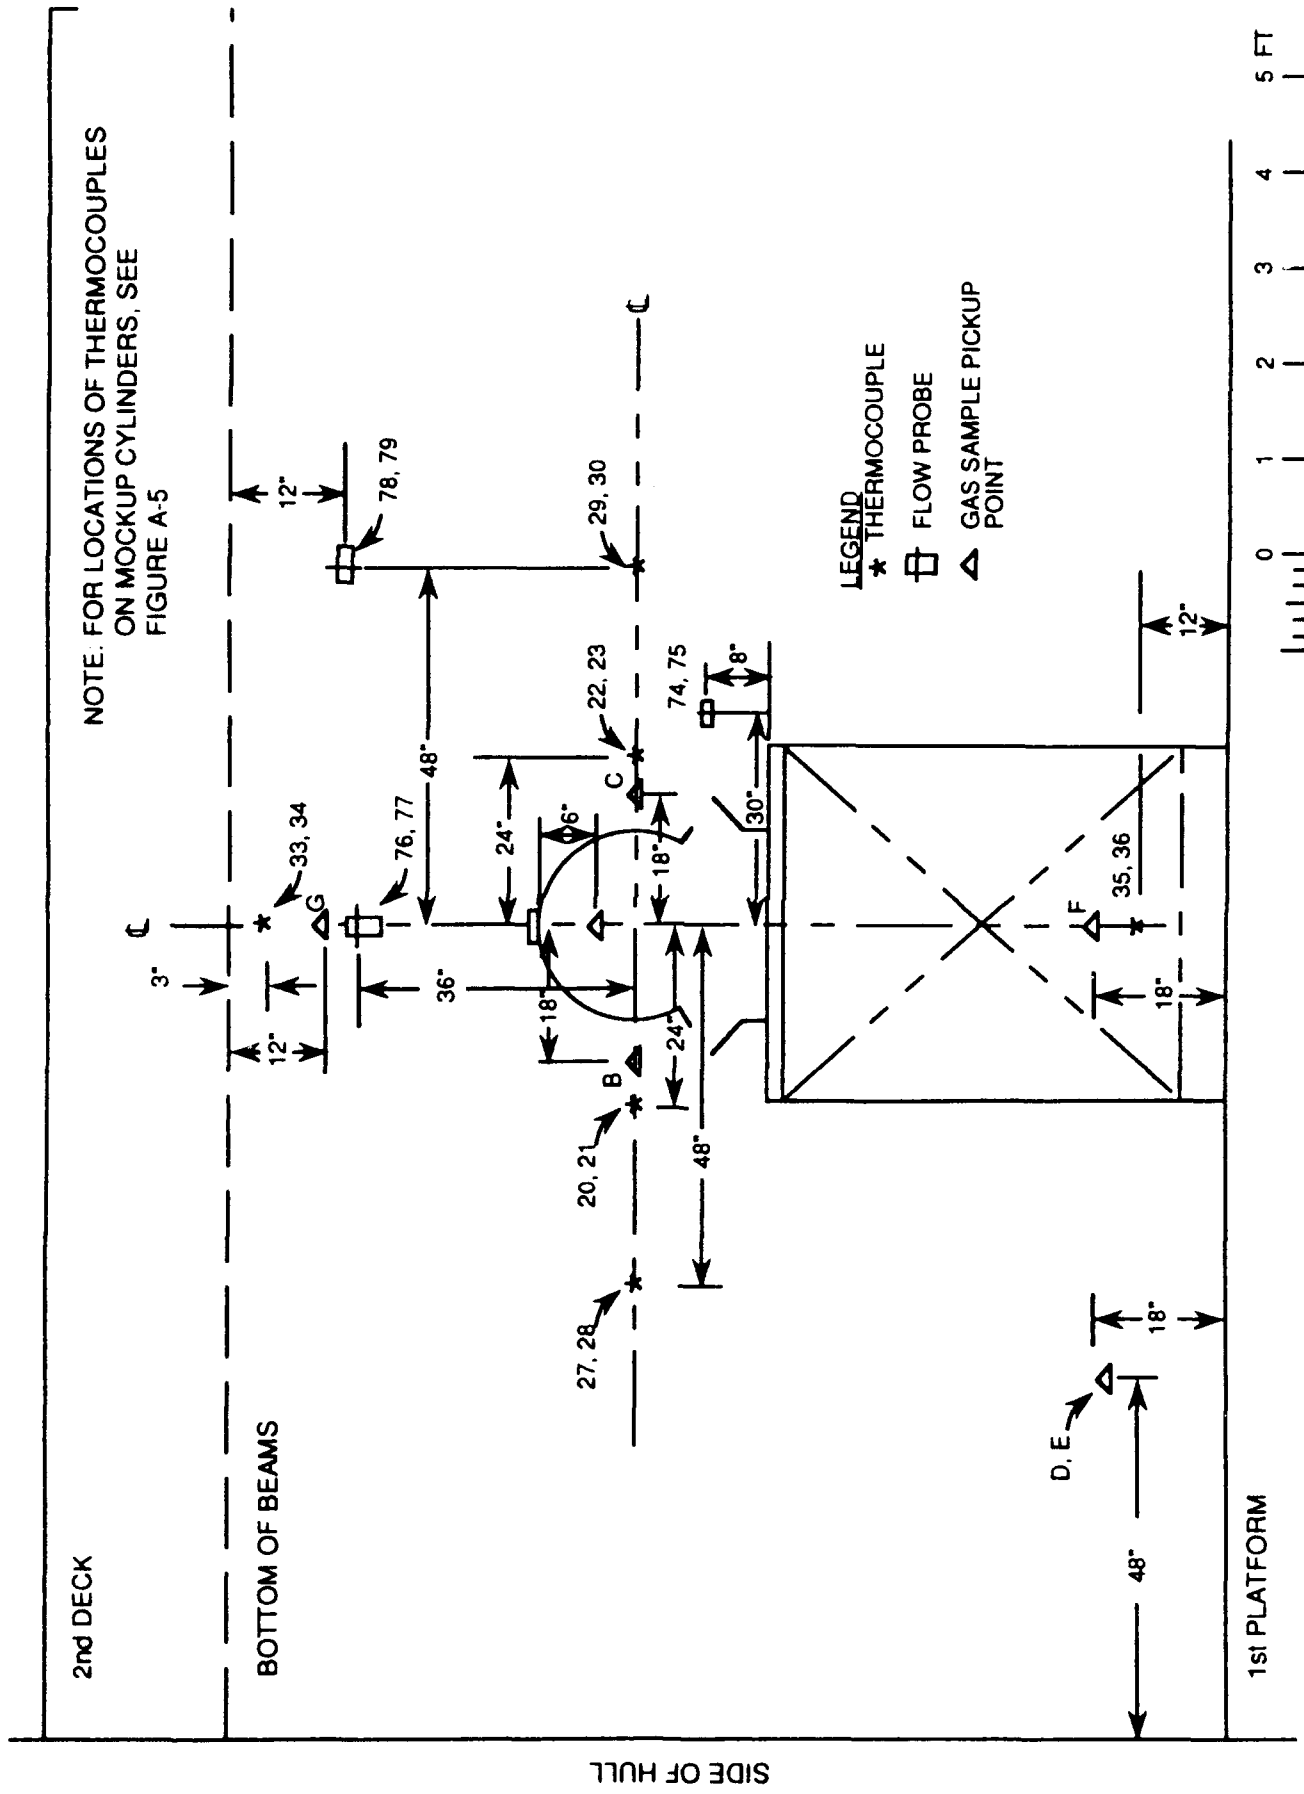 2nd DECK
NOTE: FOR LOCATIONS OF THERMOCOUPLES
ON MOCKUP CYLINDERS, SEE
FIGURE A-5
BOTTOM OF BEAMS
SIDE OF HULL
℄
3"
33, 34
12"
G
76, 77
36"
48"
12"
78, 79
24"
6"
18"
18"
B
C
20, 21
22, 23
27, 28
29, 30
℄
24"
48"
74, 75
8"
30"
LEGEND
THERMOCOUPLE
FLOW PROBE
GAS SAMPLE PICKUP
POINT
D, E
18"
48"
F
35, 36
18"
12"
1st PLATFORM
0 1 2 3 4 5 FT